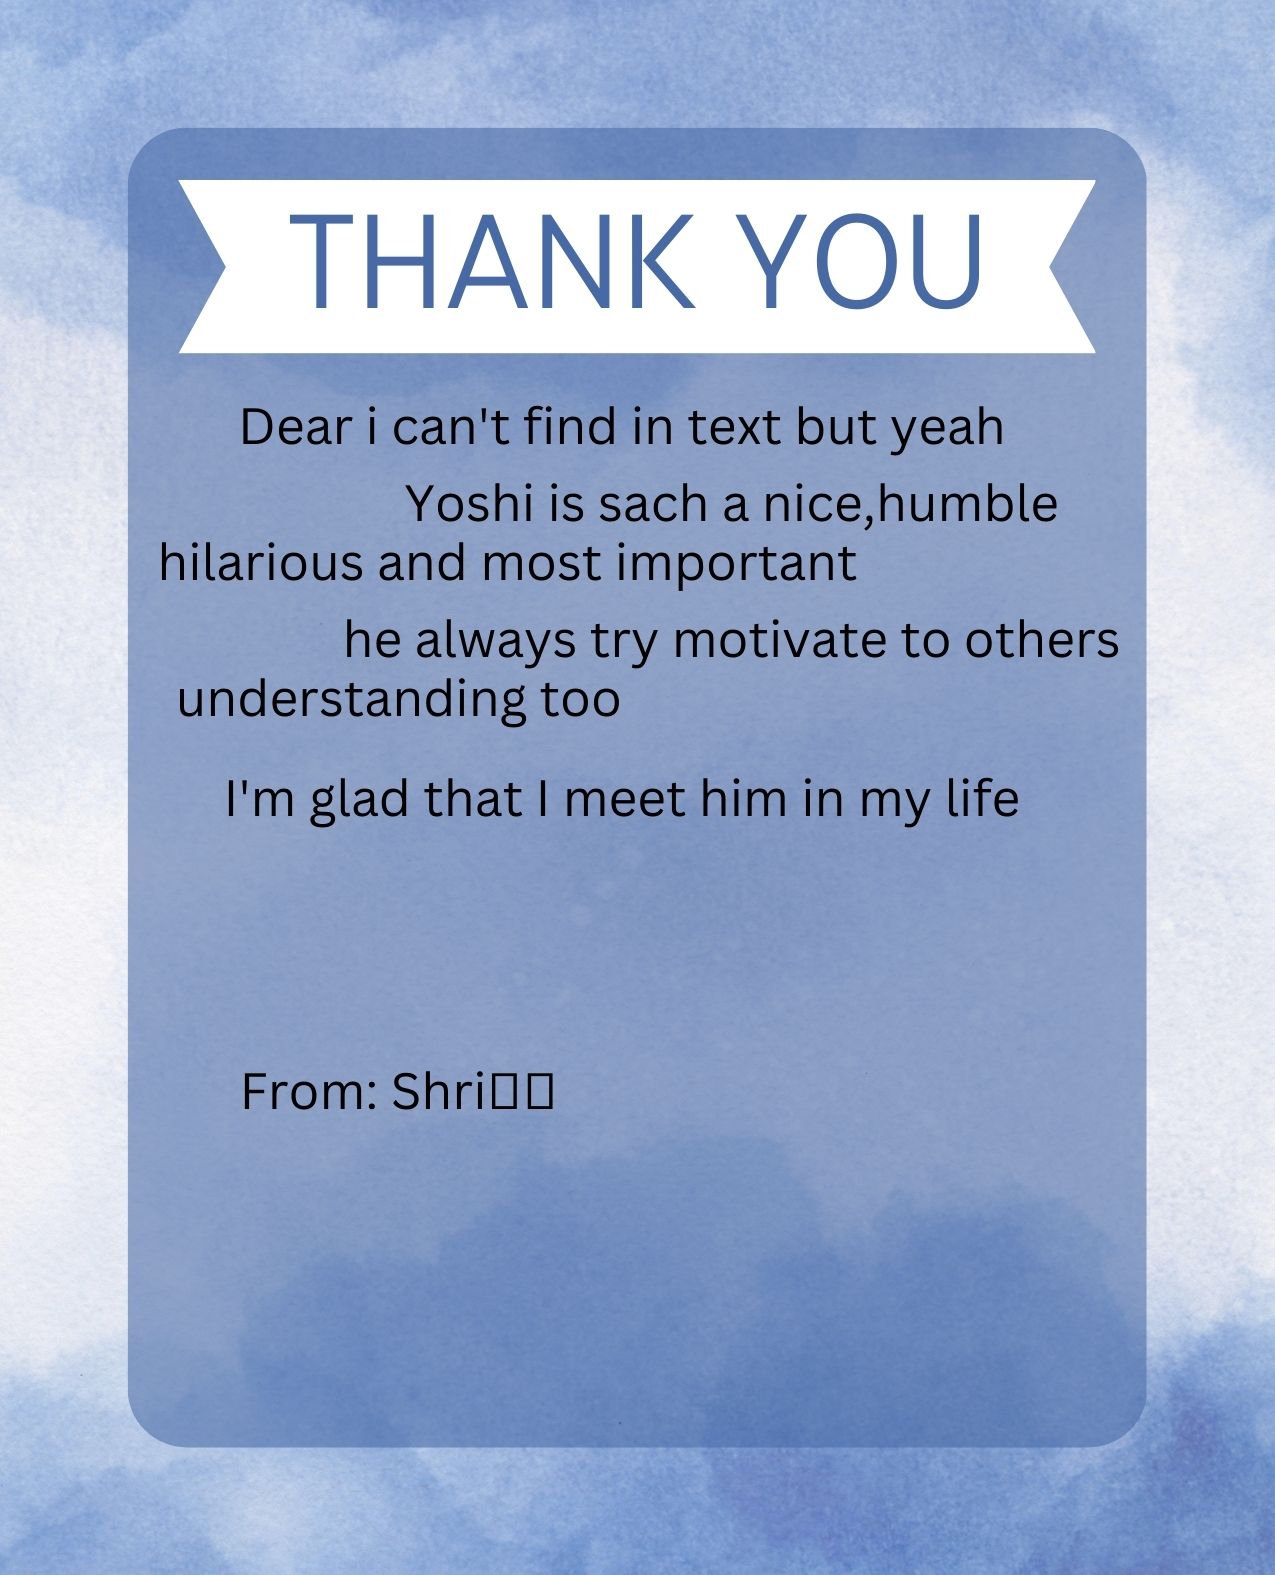 THANK YOU
Dear i can't find in text but yeah
Yoshi is sach a nice,humble
hilarious and most important
he always try motivate to others
understanding too
I'm glad that I meet him in my life
From: Shri